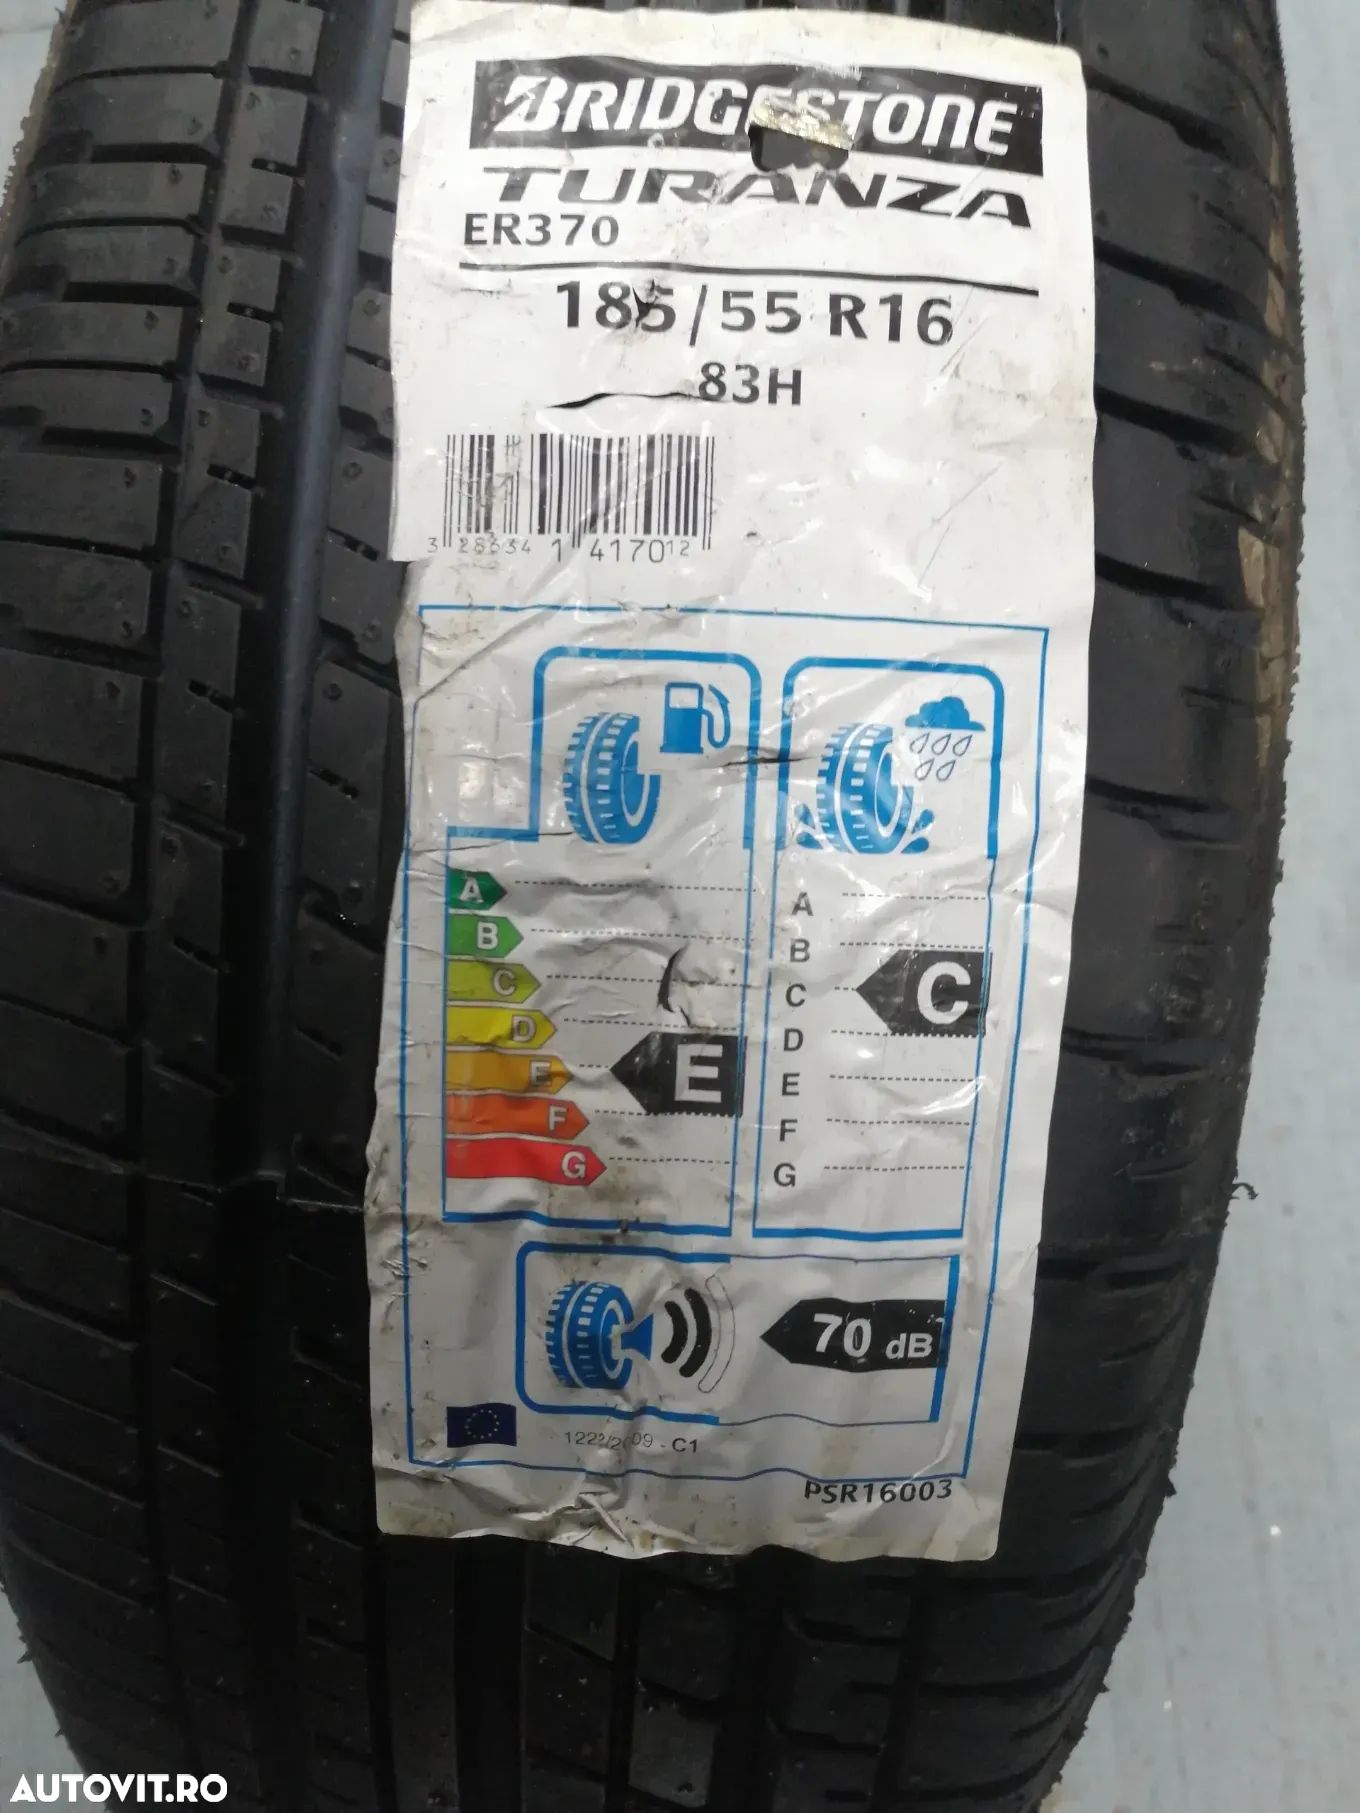 BRIDGESTONE
TURANZA
ER370
185/55 R16
83H
3 286341 417012
A
B
C
D
E
F
G
E
A
B
C
D
E
F
G
C
70 dB
1222/2009 - C1
PSR16003
AUTOVIT.RO